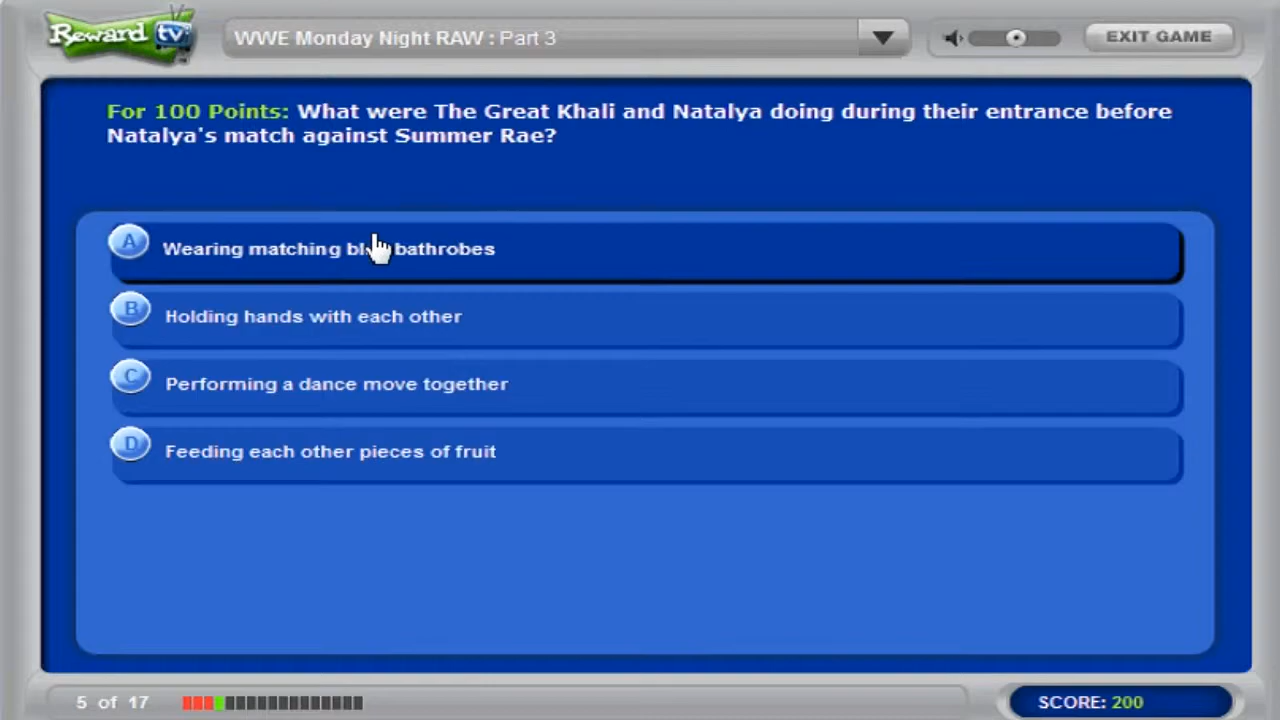 Reward tv
WWE Monday Night RAW : Part 3
EXIT GAME
For 100 Points: What were The Great Khali and Natalya doing during their entrance before
Natalya's match against Summer Rae?
A Wearing matching bathrobes
B Holding hands with each other
C Performing a dance move together
D Feeding each other pieces of fruit
5 of 17
SCORE: 200